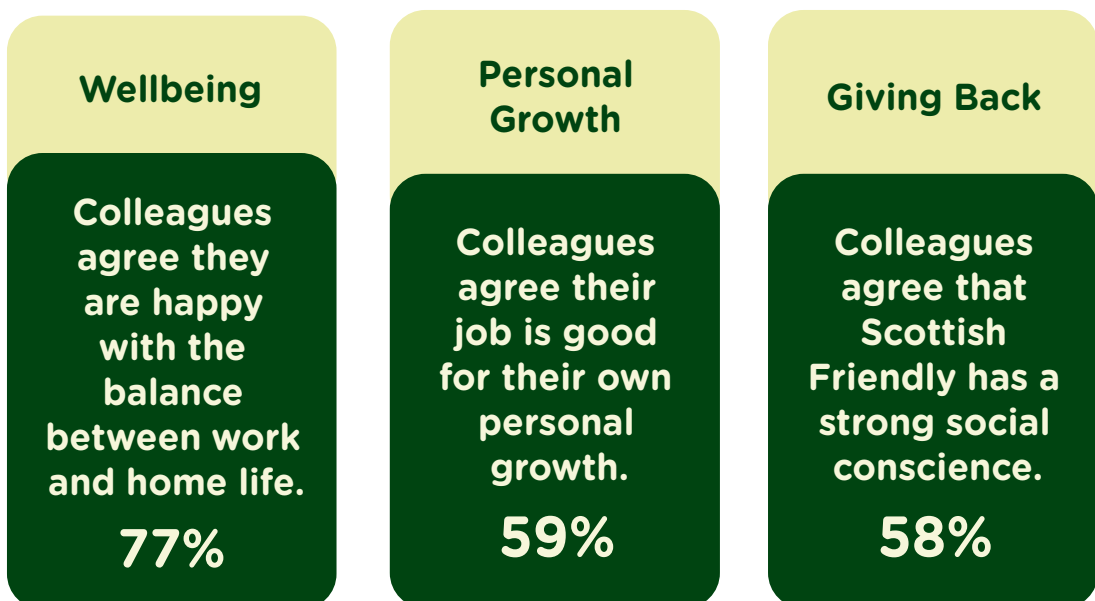 Wellbeing
Colleagues
agree they
are happy
with the
balance
between work
and home life.
77%
Personal
Growth
Colleagues
agree their
job is good
for their own
personal
growth.
59%
Giving Back
Colleagues
agree that
Scottish
Friendly has a
strong social
conscience.
58%